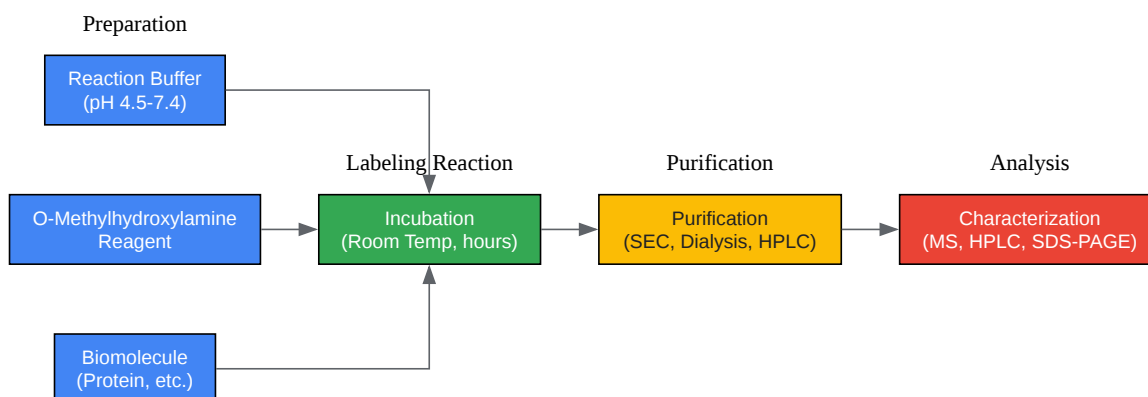 Preparation
Reaction Buffer
(pH 4.5-7.4)
Labeling Reaction
Purification
Analysis
O-Methylhydroxylamine
Reagent
Incubation
(Room Temp, hours)
Purification
(SEC, Dialysis, HPLC)
Characterization
(MS, HPLC, SDS-PAGE)
Biomolecule
(Protein, etc.)